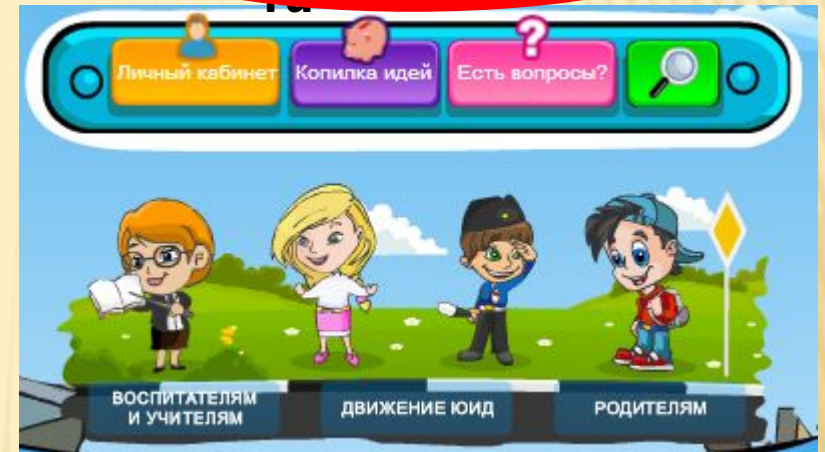 Личный кабинет
Копилка идей
Есть вопросы?
ВОСПИТАТЕЛЯМ
И УЧИТЕЛЯМ
ДВИЖЕНИЕ ЮИД
РОДИТЕЛЯМ